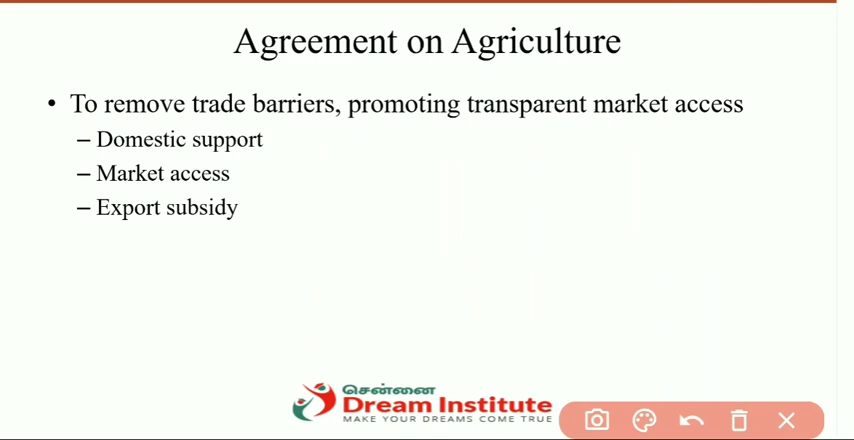 Agreement on Agriculture
• To remove trade barriers, promoting transparent market access
– Domestic support
– Market access
– Export subsidy
சென்னை
Dream Institute
MAKE YOUR DREAMS COME TRUE